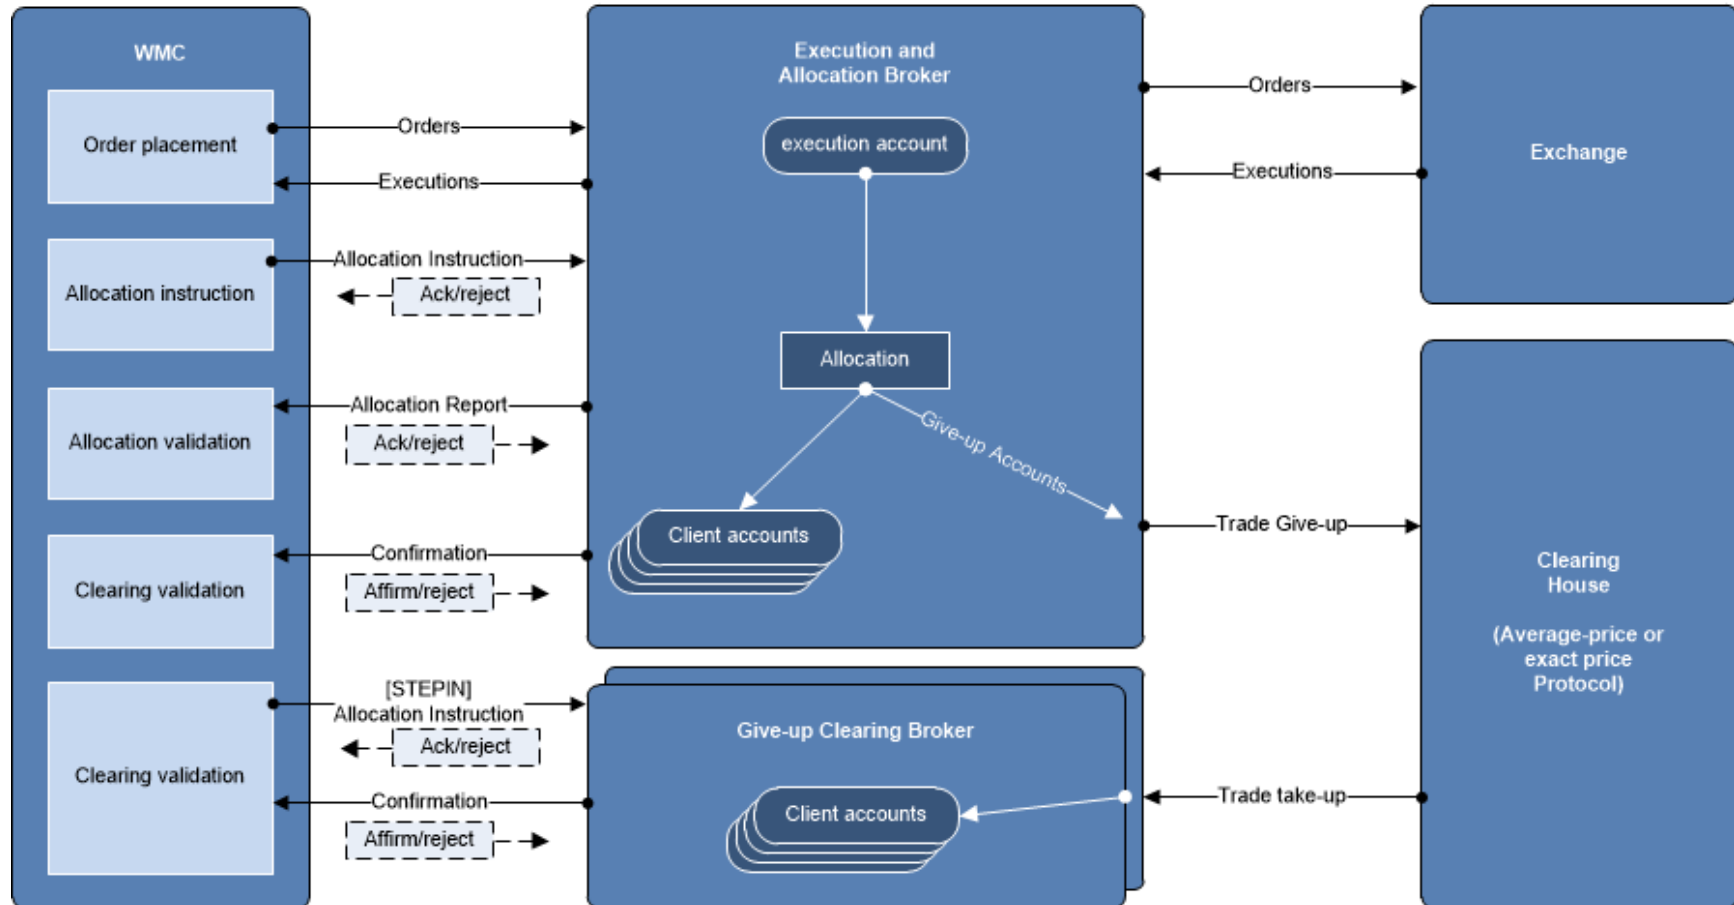 WMC
Order placement
Allocation instruction
Allocation validation
Clearing validation
Clearing validation
Orders
Executions
Allocation Instruction
Ack/reject
Allocation Report
Ack/reject
Confirmation
Affirm/reject
[STEPIN]
Allocation Instruction
Ack/reject
Confirmation
Affirm/reject
Execution and
Allocation Broker
execution account
Allocation
Give-up Accounts
Client accounts
Give-up Clearing Broker
Client accounts
Orders
Executions
Trade Give-up
Trade take-up
Exchange
Clearing
House
(Average-price or
exact price
Protocol)